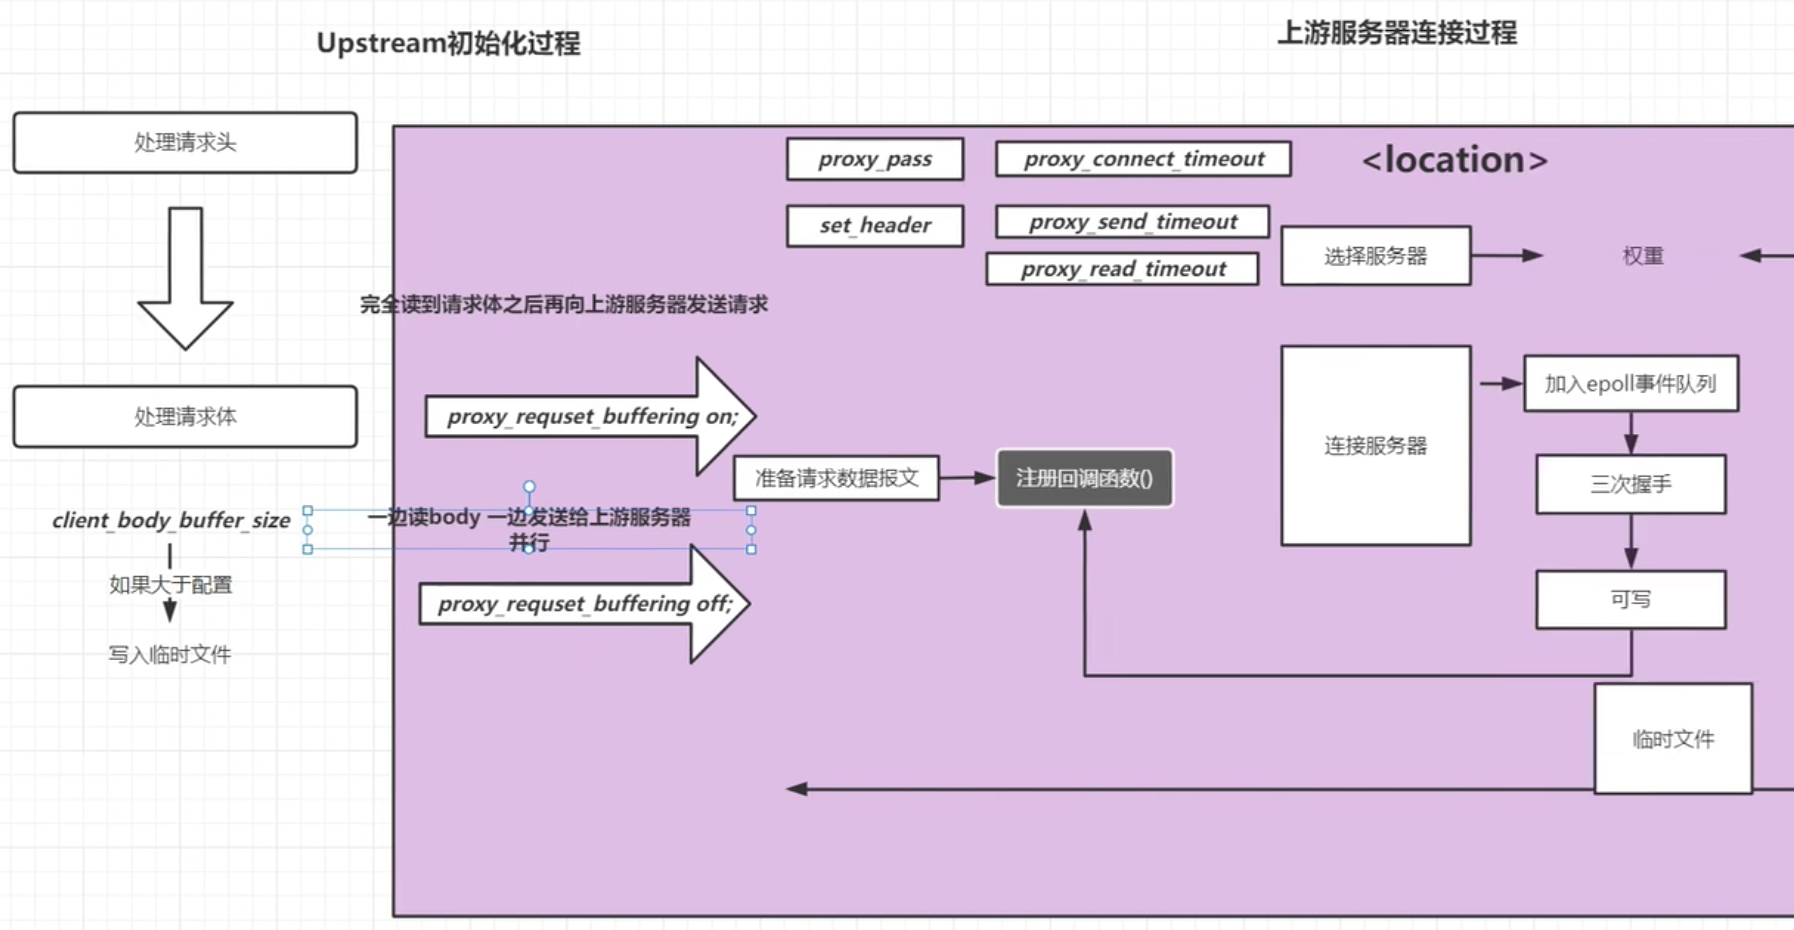 Upstream初始化过程
上游服务器连接过程
处理请求头
proxy_pass
proxy_connect_timeout
<location>
set_header
proxy_send_timeout
选择服务器
权重
proxy_read_timeout
完全读到请求体之后再向上游服务器发送请求
处理请求体
proxy_requset_buffering on;
加入epoll事件队列
连接服务器
准备请求数据报文
注册回调函数()
三次握手
client_body_buffer_size
一边读body 一边发送给上游服务器
并行
如果大于配置
proxy_requset_buffering off;
可写
写入临时文件
临时文件